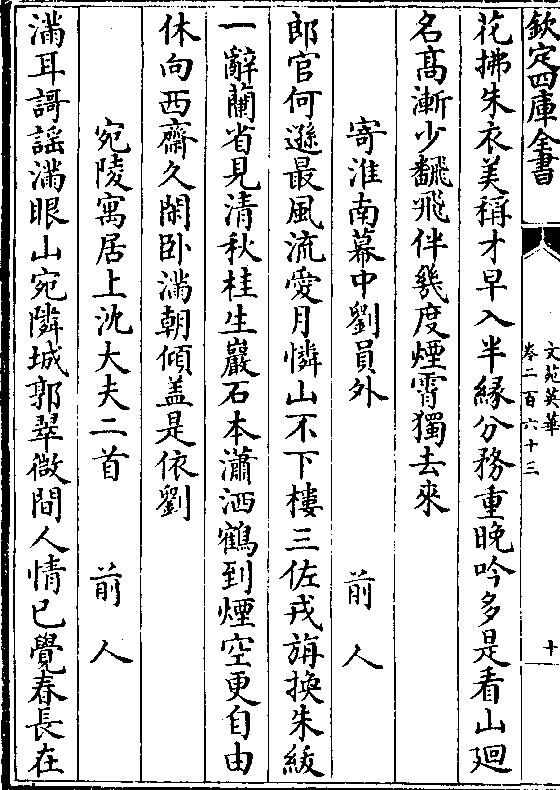 欽定四庫全書
文苑英華
卷二百六十三
十
花拂朱衣美稱才早入半緣分務重晚吟多是看山廻
名髙漸少飜飛伴幾度煙霄獨去來
寄淮南幕中劉員外 前人
郎官何遜最風流愛月憐山不下樓三佐戎旃換朱紱
一辭蘭省見清秋桂生巖石本瀟洒鶴到煙空更自由
休向西齋久閑卧滿朝傾盖是依劉
宛陵寓居上沈大夫二首 前人
滿耳謌謡滿眼山宛隣城郭翠微間人情已覺春長在